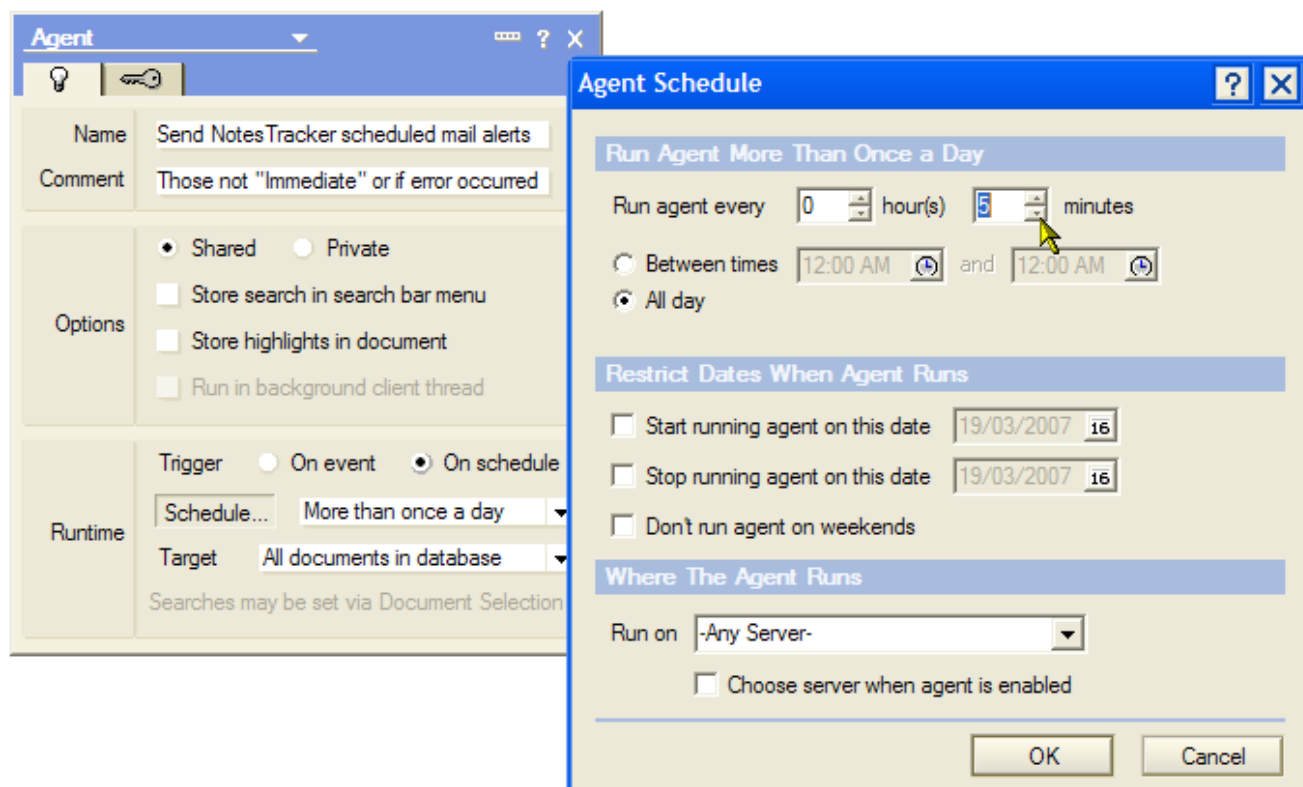 Agent
?
Name Send NotesTracker scheduled mail alerts
Comment Those not "Immediate" or if error occurred
Options
Shared Private
Store search in search bar menu
Store highlights in document
Run in background client thread
Runtime
Trigger On event On schedule
Schedule... More than once a day
Target All documents in database
Searches may be set via Document Selection
Agent Schedule
?
Run Agent More Than Once a Day
Run agent every 0 hour(s) 5 minutes
Between times 12:00 AM and 12:00 AM
All day
Restrict Dates When Agent Runs
Start running agent on this date 19/03/2007 16
Stop running agent on this date 19/03/2007 16
Don't run agent on weekends
Where The Agent Runs
Run on -Any Server-
Choose server when agent is enabled
OK Cancel